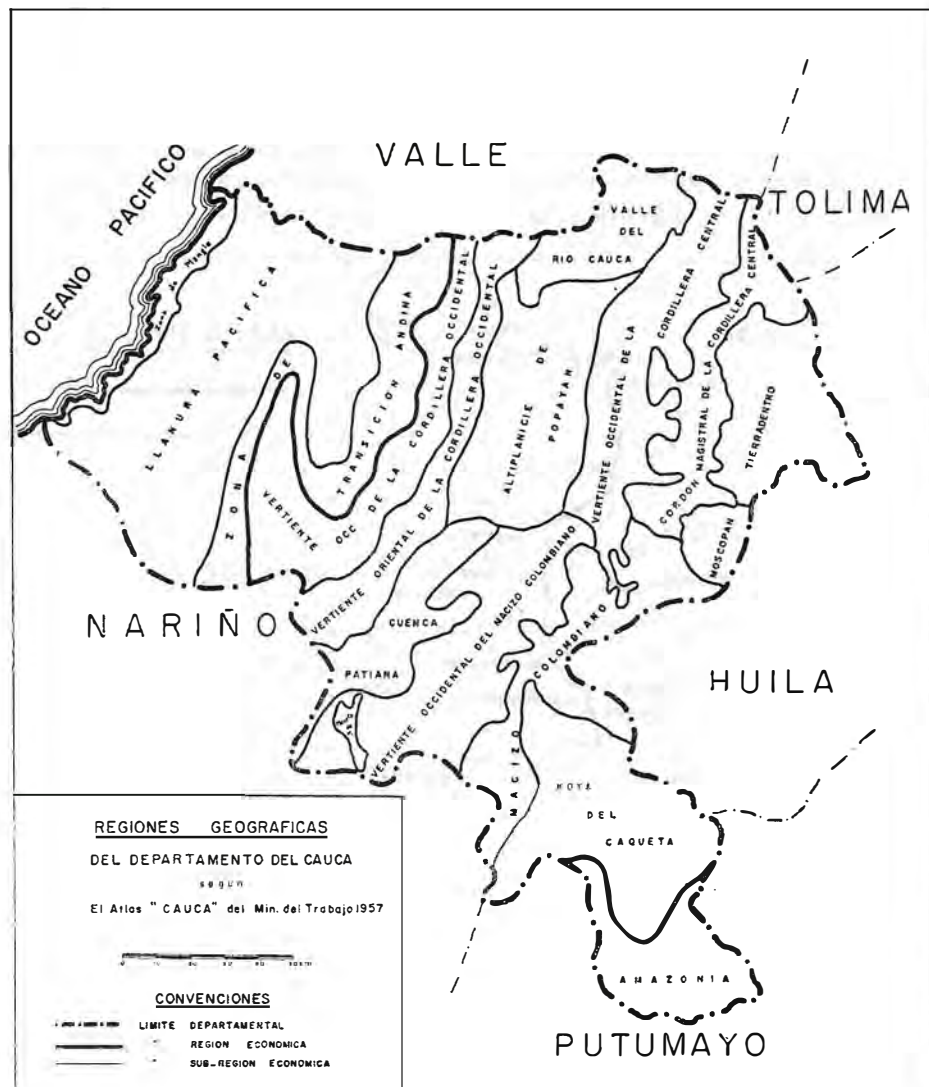 OCEANO PACIFICO
VALLE
TOLIMA
NARIÑO
HUILA
PUTUMAYO
Zona de Mangle
LLANURA PACIFICA
ZONA DE TRANSICION ANDINA
VERTIENTE OCC DE LA CORDILLERA OCCIDENTAL
VERTIENTE ORIENTAL DE LA CORDILLERA OCCIDENTAL
ALTIPLANICIE DE POPAYAN
VALLE DEL RIO CAUCA
VERTIENTE OCCIDENTAL DE LA CORDILLERA CENTRAL
CORDON MAGISTRAL DE LA CORDILLERA CENTRAL
TIERRADENTRO
MOSCOPAN
CUENCA PATIANA
VERTIENTE OCCIDENTAL DEL MACIZO COLOMBIANO
MACIZO COLOMBIANO
HOYA DEL CAQUETA
AMAZONIA
REGIONES GEOGRAFICAS
DEL DEPARTAMENTO DEL CAUCA
segun
El Atlas "CAUCA" del Min. del Trabajo 1957
CONVENCIONES
LIMITE DEPARTAMENTAL
" REGION ECONOMICA
" SUB-REGION ECONOMICA